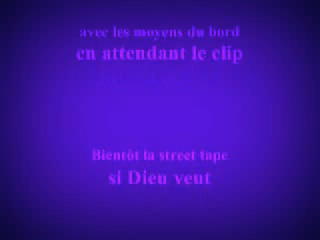 avec les moyens du bord
en attendant le clip
Bientôt la street tape
si Dieu veut